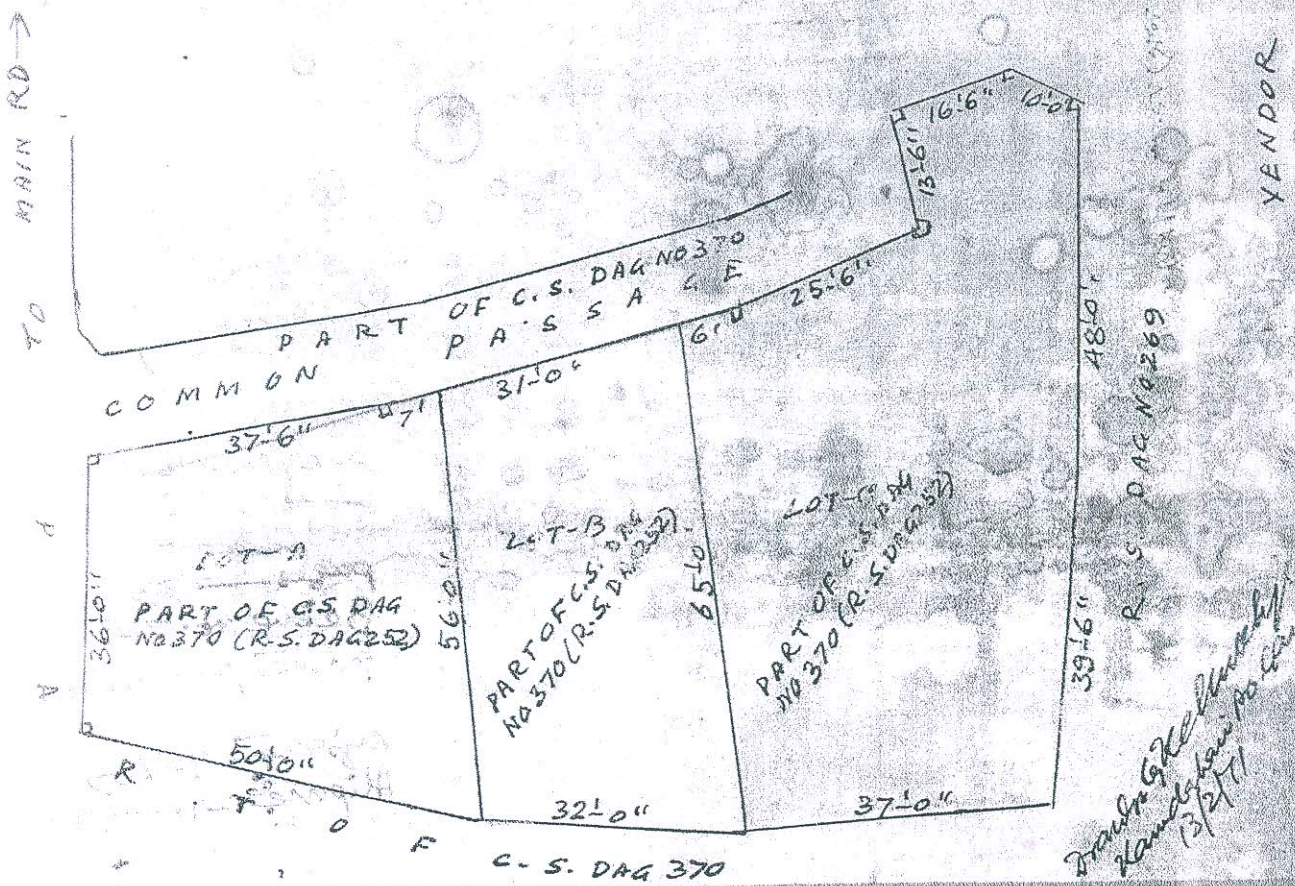 TO MAIN RD →
VENDOR
16'-6"
10'-0"
13'-6"
PART OF C.S. DAG NO 370
COMMON PASSAGE
25'-6"
6'
31'-0"
7'
37'-6"
48'-0"
R.S. DAG NO. 269
LOT-A
PART OF C.S. DAG
NO 370 (R.S. DAG 252)
36'-0"
56'-0"
LOT-B
PART OF C.S. DAG
NO 370 (R.S. DAG 252)
65'-0
LOT-
PART OF C.S. DAG
NO 370 (R.S. DAG 252)
39'-6"
50'-0"
32'-0"
37'-0"
PART OF C.S. DAG 370
13/2/71